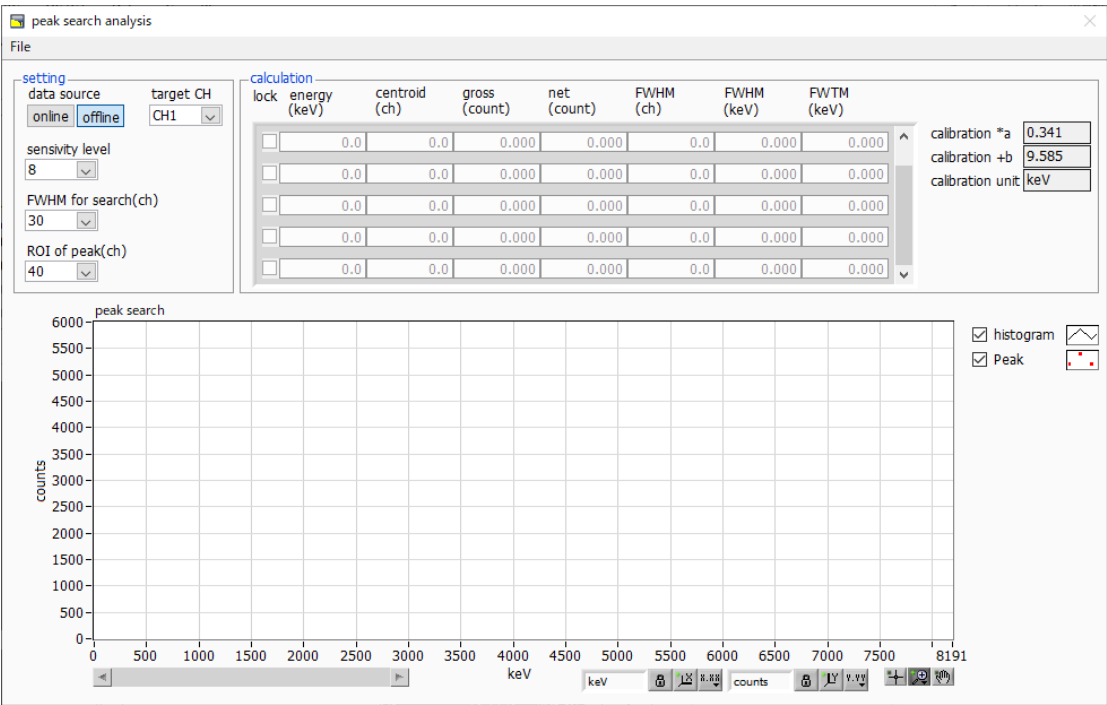 peak search analysis
File
setting
data source target CH
online offline CH1
sensivity level
8
FWHM for search(ch)
30
ROI of peak(ch)
40
calculation
lock energy (keV) centroid (ch) gross (count) net (count) FWHM (ch) FWHM (keV) FWTM (keV)
0.0 0.0 0.000 0.000 0.0 0.000 0.000
0.0 0.0 0.000 0.000 0.0 0.000 0.000
0.0 0.0 0.000 0.000 0.0 0.000 0.000
0.0 0.0 0.000 0.000 0.0 0.000 0.000
0.0 0.0 0.000 0.000 0.0 0.000 0.000
calibration *a 0.341
calibration +b 9.585
calibration unit keV
peak search
6000
5500
5000
4500
4000
3500
3000
2500
2000
1500
1000
500
0
counts
0 500 1000 1500 2000 2500 3000 3500 4000 4500 5000 5500 6000 6500 7000 7500 8191
keV
histogram
Peak
keV X X.XX counts Y Y.YY